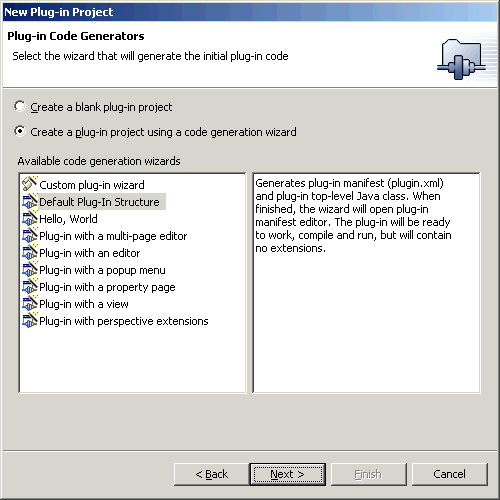 New Plug-in Project
Plug-in Code Generators
Select the wizard that will generate the initial plug-in code
Create a blank plug-in project
Create a plug-in project using a code generation wizard
Available code generation wizards
Custom plug-in wizard
Default Plug-In Structure
Hello, World
Plug-in with a multi-page editor
Plug-in with an editor
Plug-in with a popup menu
Plug-in with a property page
Plug-in with a view
Plug-in with perspective extensions
Generates plug-in manifest (plugin.xml)
and plug-in top-level Java class. When
finished, the wizard will open plug-in
manifest editor. The plug-in will be ready
to work, compile and run, but will contain
no extensions.
< Back
Next >
Finish
Cancel